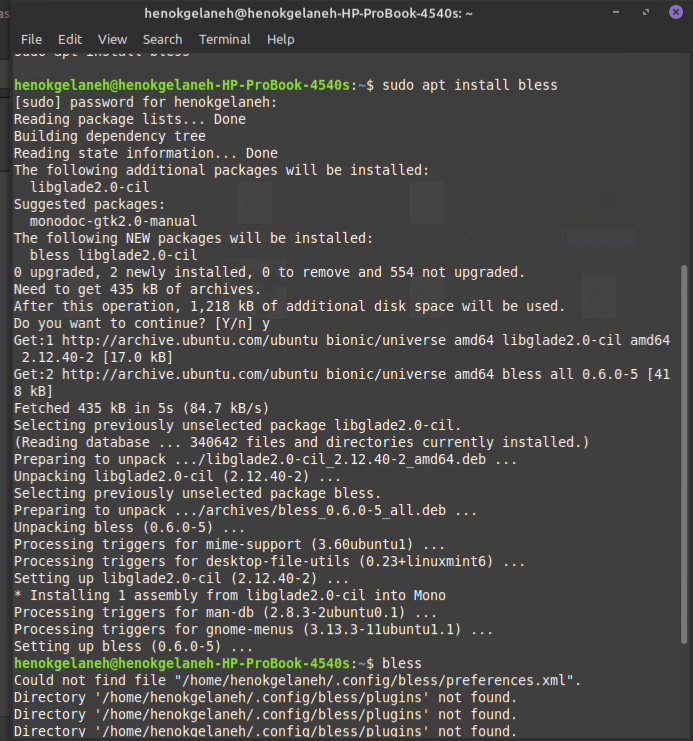 henokgelaneh@henokgelaneh-HP-ProBook-4540s: ~
File Edit View Search Terminal Help
sudo apt install bless
henokgelaneh@henokgelaneh-HP-ProBook-4540s:~$ sudo apt install bless
[sudo] password for henokgelaneh:
Reading package lists... Done
Building dependency tree
Reading state information... Done
The following additional packages will be installed:
  libglade2.0-cil
Suggested packages:
  monodoc-gtk2.0-manual
The following NEW packages will be installed:
  bless libglade2.0-cil
0 upgraded, 2 newly installed, 0 to remove and 554 not upgraded.
Need to get 435 kB of archives.
After this operation, 1,218 kB of additional disk space will be used.
Do you want to continue? [Y/n] y
Get:1 http://archive.ubuntu.com/ubuntu bionic/universe amd64 libglade2.0-cil amd64
 2.12.40-2 [17.0 kB]
Get:2 http://archive.ubuntu.com/ubuntu bionic/universe amd64 bless all 0.6.0-5 [41
8 kB]
Fetched 435 kB in 5s (84.7 kB/s)
Selecting previously unselected package libglade2.0-cil.
(Reading database ... 340642 files and directories currently installed.)
Preparing to unpack .../libglade2.0-cil_2.12.40-2_amd64.deb ...
Unpacking libglade2.0-cil (2.12.40-2) ...
Selecting previously unselected package bless.
Preparing to unpack .../archives/bless_0.6.0-5_all.deb ...
Unpacking bless (0.6.0-5) ...
Processing triggers for mime-support (3.60ubuntu1) ...
Processing triggers for desktop-file-utils (0.23+linuxmint6) ...
Setting up libglade2.0-cil (2.12.40-2) ...
* Installing 1 assembly from libglade2.0-cil into Mono
Processing triggers for man-db (2.8.3-2ubuntu0.1) ...
Processing triggers for gnome-menus (3.13.3-11ubuntu1.1) ...
Setting up bless (0.6.0-5) ...
henokgelaneh@henokgelaneh-HP-ProBook-4540s:~$ bless
Could not find file "/home/henokgelaneh/.config/bless/preferences.xml".
Directory '/home/henokgelaneh/.config/bless/plugins' not found.
Directory '/home/henokgelaneh/.config/bless/plugins' not found.
Directory '/home/henokgelaneh/.config/bless/plugins' not found.